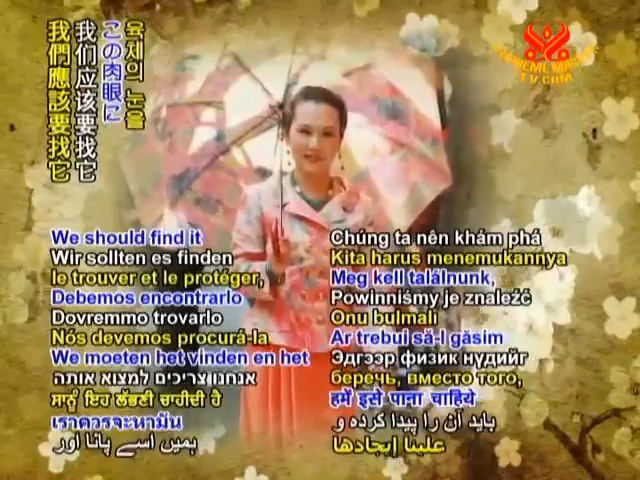 육체의 눈을
この肉眼に
我们应该要找它
我們應該要找它
SUPREME MASTER
TV.COM
We should find it
Wir sollten es finden
le trouver et le protéger,
Debemos encontrarlo
Dovremmo trovarlo
Nós devemos procurá-la
We moeten het vinden en het
אנחנו צריכים למצוא אותה
ਸਾਨੂੰ ਇਹ ਲੱਭਣੀ ਚਾਹੀਦੀ ਹੈ
เราควรจะหามัน
ہمیں اسے پانا اور
Chúng ta nên khám phá
Kita harus menemukannya
Meg kell találnunk,
Powinniśmy je znaleźć
Onu bulmalı
Ar trebui să-l găsim
Эдгээр физик нүдийг
беречь, вместо того,
हमें इसे पाना चाहिये
باید آن را پیدا کرده و
علينا إيجادها